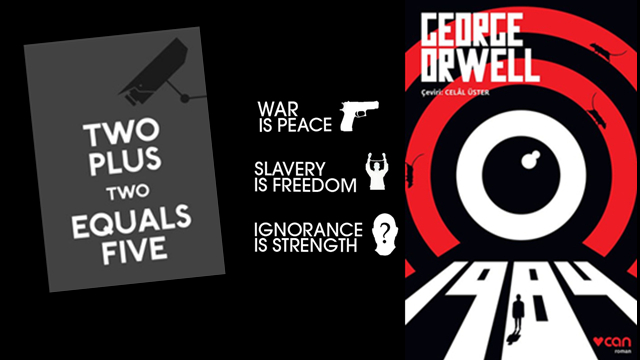 TWO
PLUS
TWO
EQUALS
FIVE
WAR
IS PEACE
SLAVERY
IS FREEDOM
IGNORANCE
IS STRENGTH
?
GEORGE
ORWELL
Çeviri: CELÂL ÜSTER
1984
can
roman